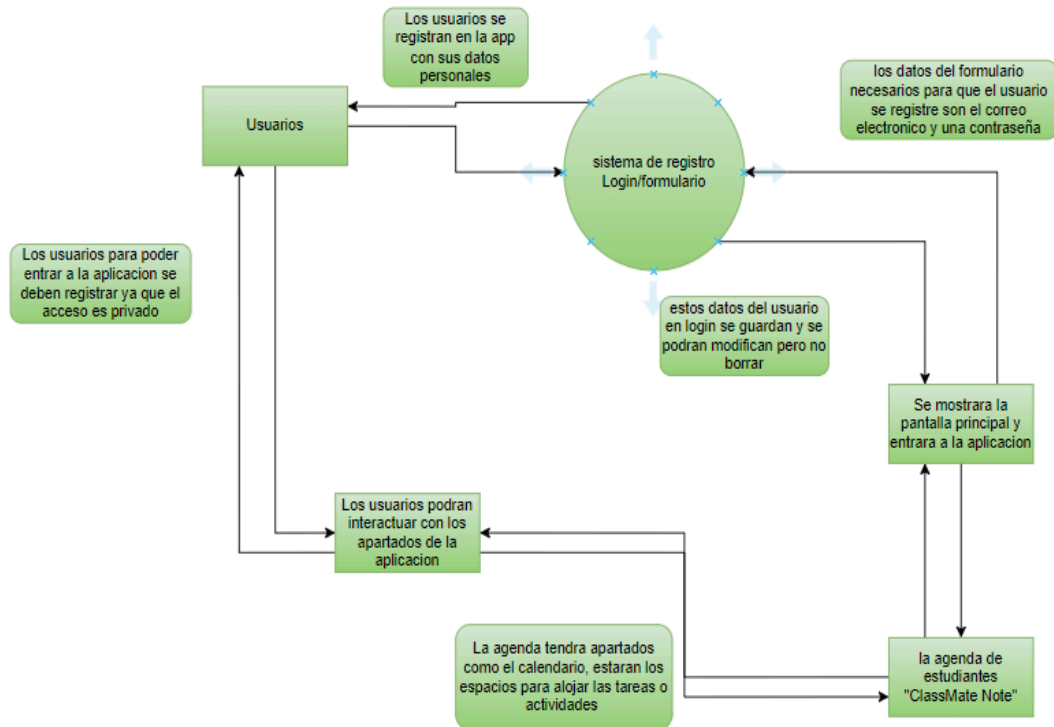 Los usuarios se
registran en la app
con sus datos
personales
los datos del formulario
necesarios para que el usuario
se registre son el correo
electronico y una contraseña
Usuarios
sistema de registro
Login/formulario
Los usuarios para poder
entrar a la aplicacion se
deben registrar ya que el
acceso es privado
estos datos del usuario
en login se guardan y se
podran modifican pero no
borrar
Se mostrara la
pantalla principal y
entrara a la aplicacion
Los usuarios podran
interactuar con los
apartados de la
aplicacion
La agenda tendra apartados
como el calendario, estaran los
espacios para alojar las tareas o
actividades
la agenda de
estudiantes
"ClassMate Note"